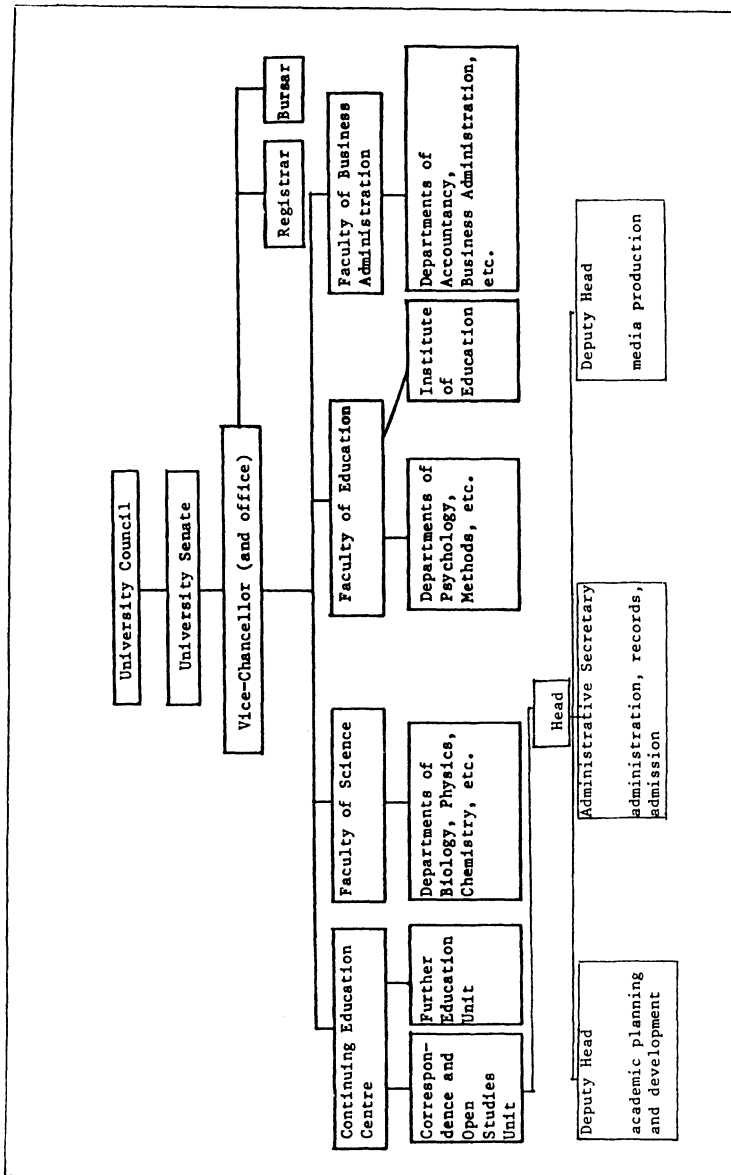 University Council
University Senate
Vice-Chancellor (and office)
Registrar
Bursar
Continuing Education
Centre
Faculty of Science
Faculty of Education
Faculty of Business
Administration
Correspon-
dence and
Open
Studies
Unit
Further
Education
Unit
Departments of
Biology, Physics,
Chemistry, etc.
Departments of
Psychology,
Methods, etc.
Institute
of
Education
Departments of
Accountancy,
Business Administration,
etc.
Head
Deputy Head
academic planning
and development
Administrative Secretary
administration, records,
admission
Deputy Head
media production